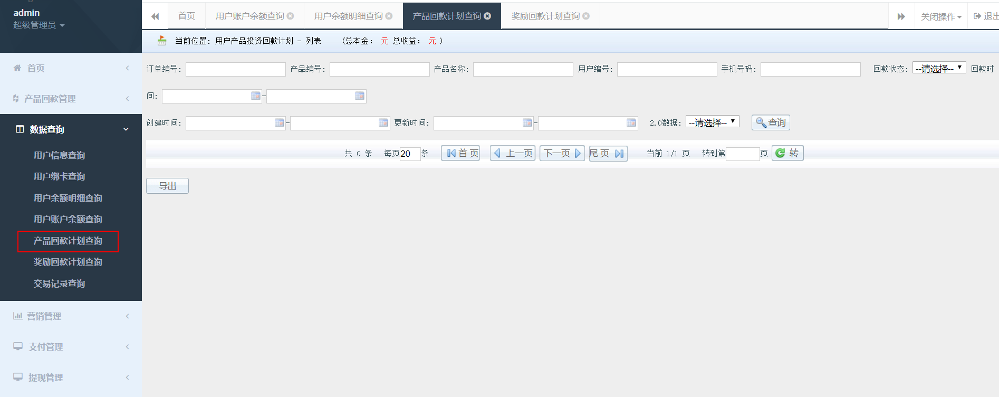 admin
超级管理员
首页
产品回款管理
数据查询
用户信息查询
用户绑卡查询
用户余额明细查询
用户账户余额查询
产品回款计划查询
奖励回款计划查询
交易记录查询
营销管理
支付管理
提现管理
首页 用户账户余额查询 用户余额明细查询 产品回款计划查询 奖励回款计划查询 关闭操作 退出
当前位置：用户产品投资回款计划 - 列表 （总本金： 元 总收益： 元 ）
订单编号： 产品编号： 产品名称： 用户编号： 手机号码： 回款状态： --请选择-- 回款时
间： -
创建时间： - 更新时间： - 2.0数据： --请选择-- 查询
共 0 条 每页20条 首 页 上一页 下一页 尾 页 当前 1/1 页 转到第 页 转
导出